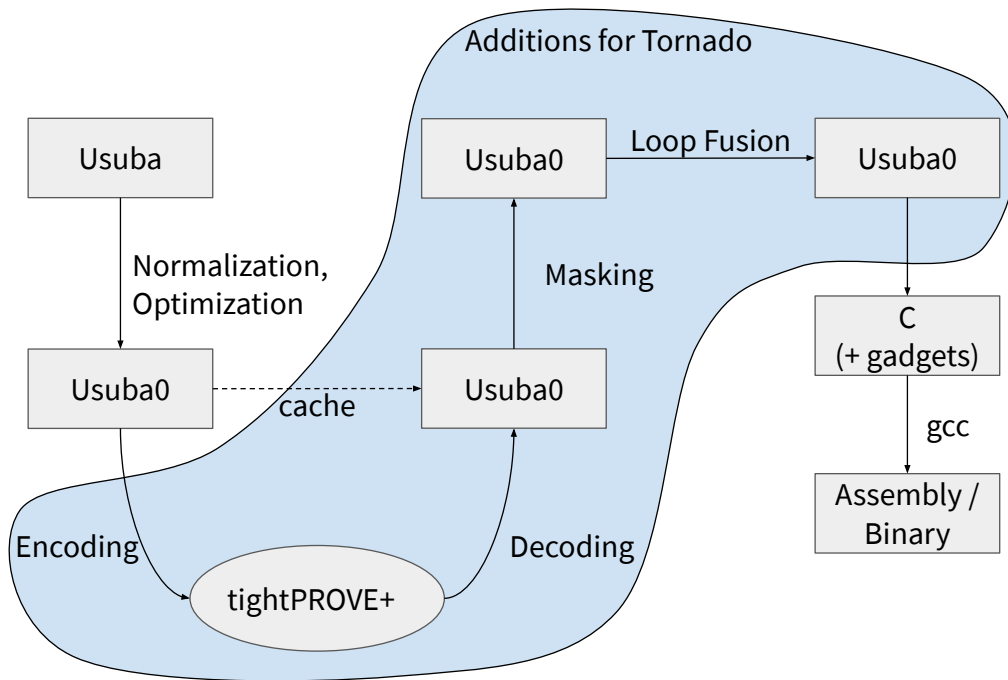 Additions for Tornado
Usuba
Usuba0
Loop Fusion
Usuba0
Normalization,
Optimization
Masking
C
(+ gadgets)
Usuba0
cache
Usuba0
gcc
Assembly /
Binary
Encoding
Decoding
tightPROVE+